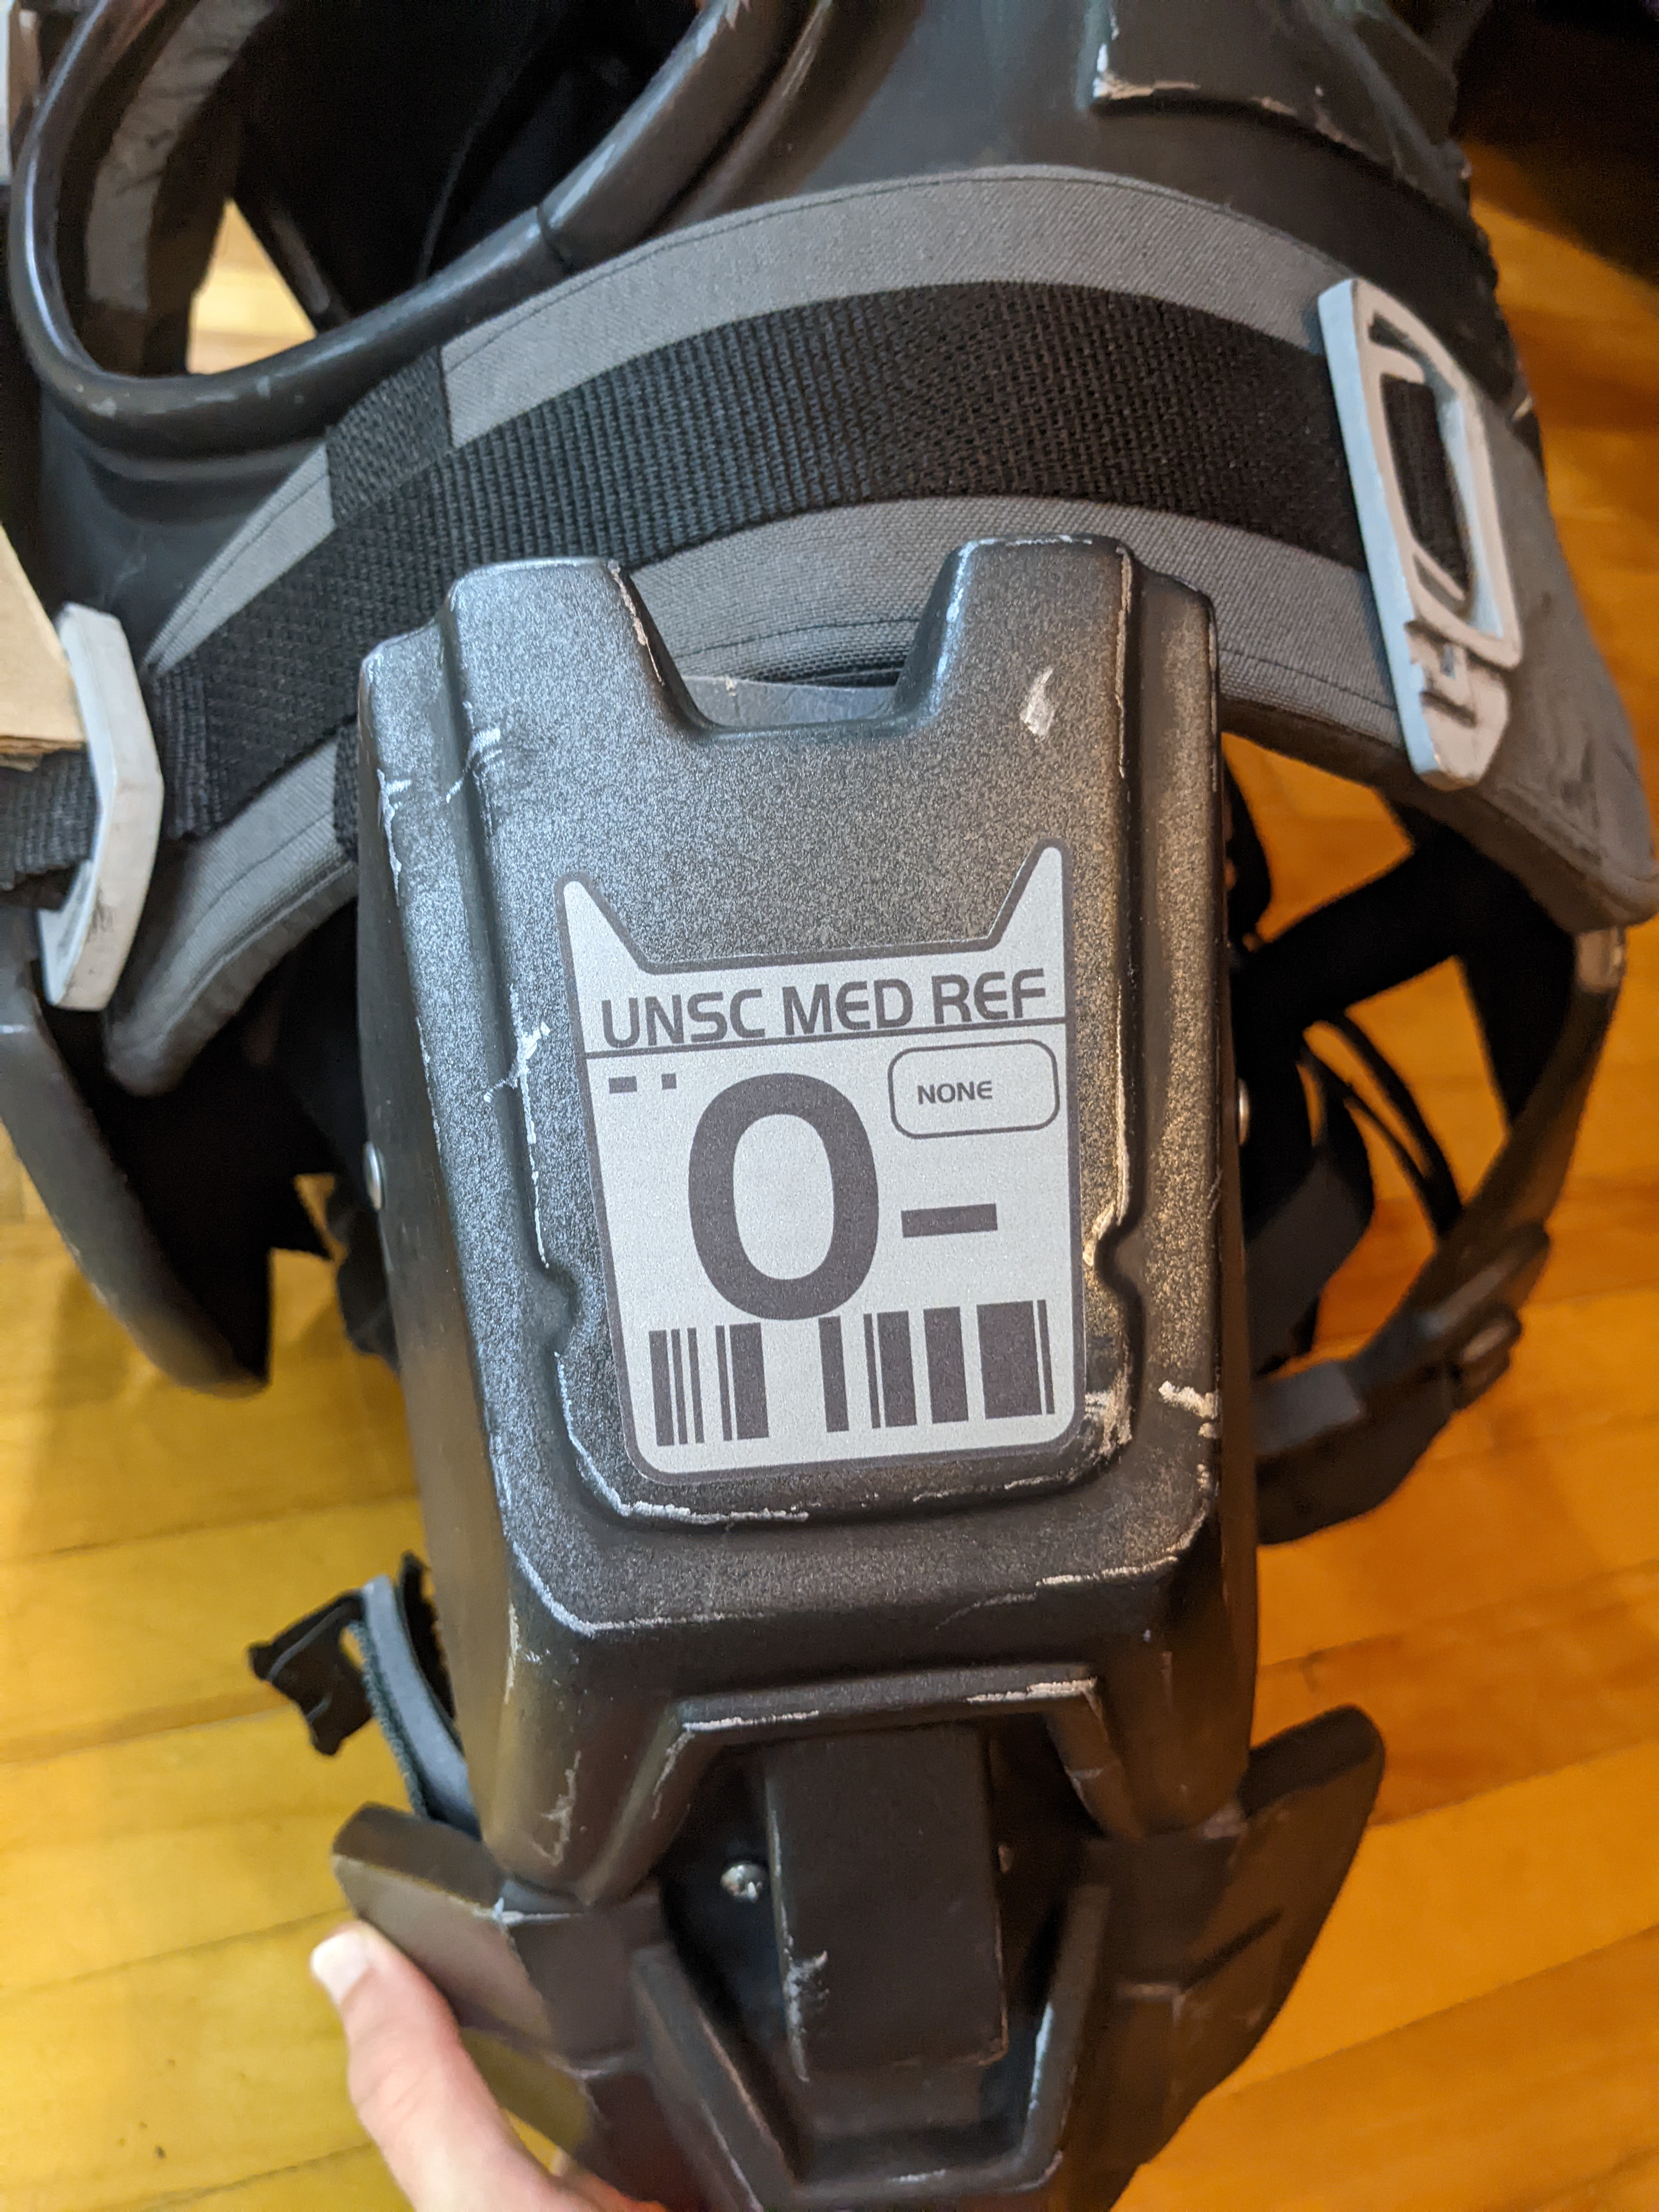 UNSC MED REF
NONE
O-